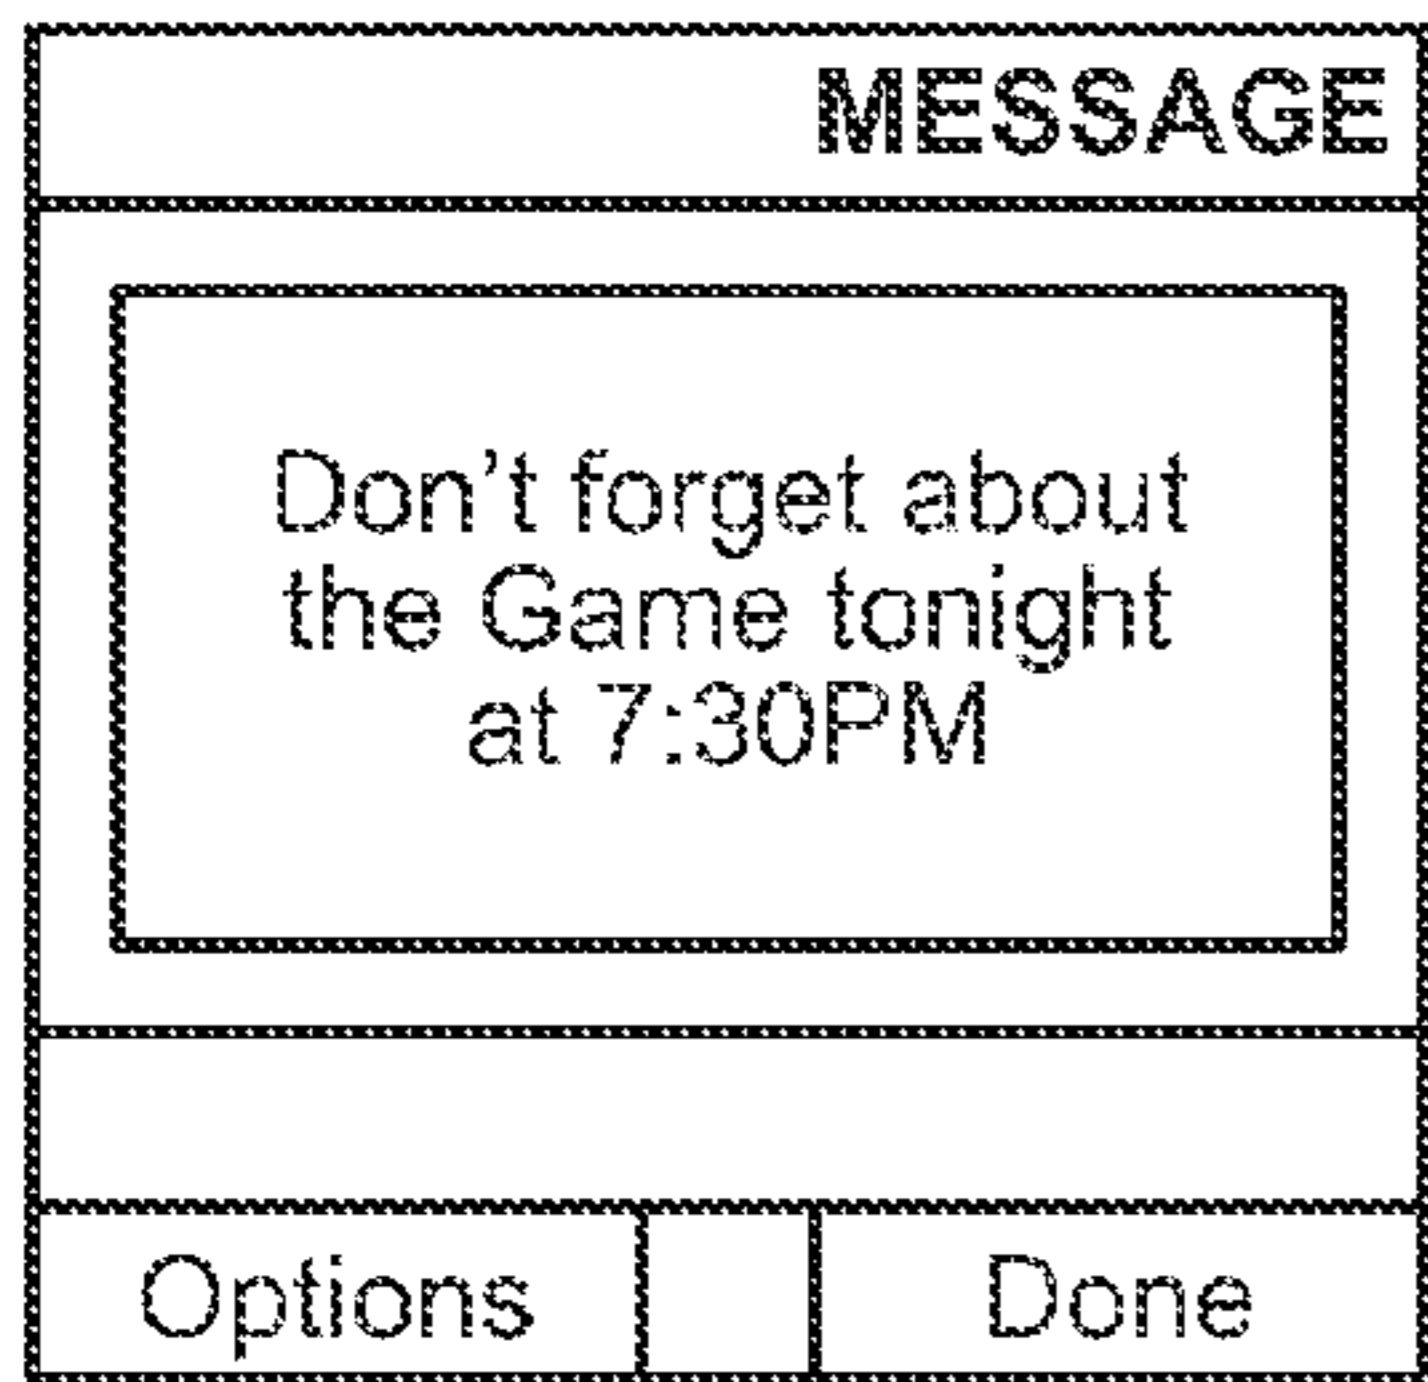 MESSAGE
Don’t forget about
the Game tonight
at 7:30PM
Options
Done